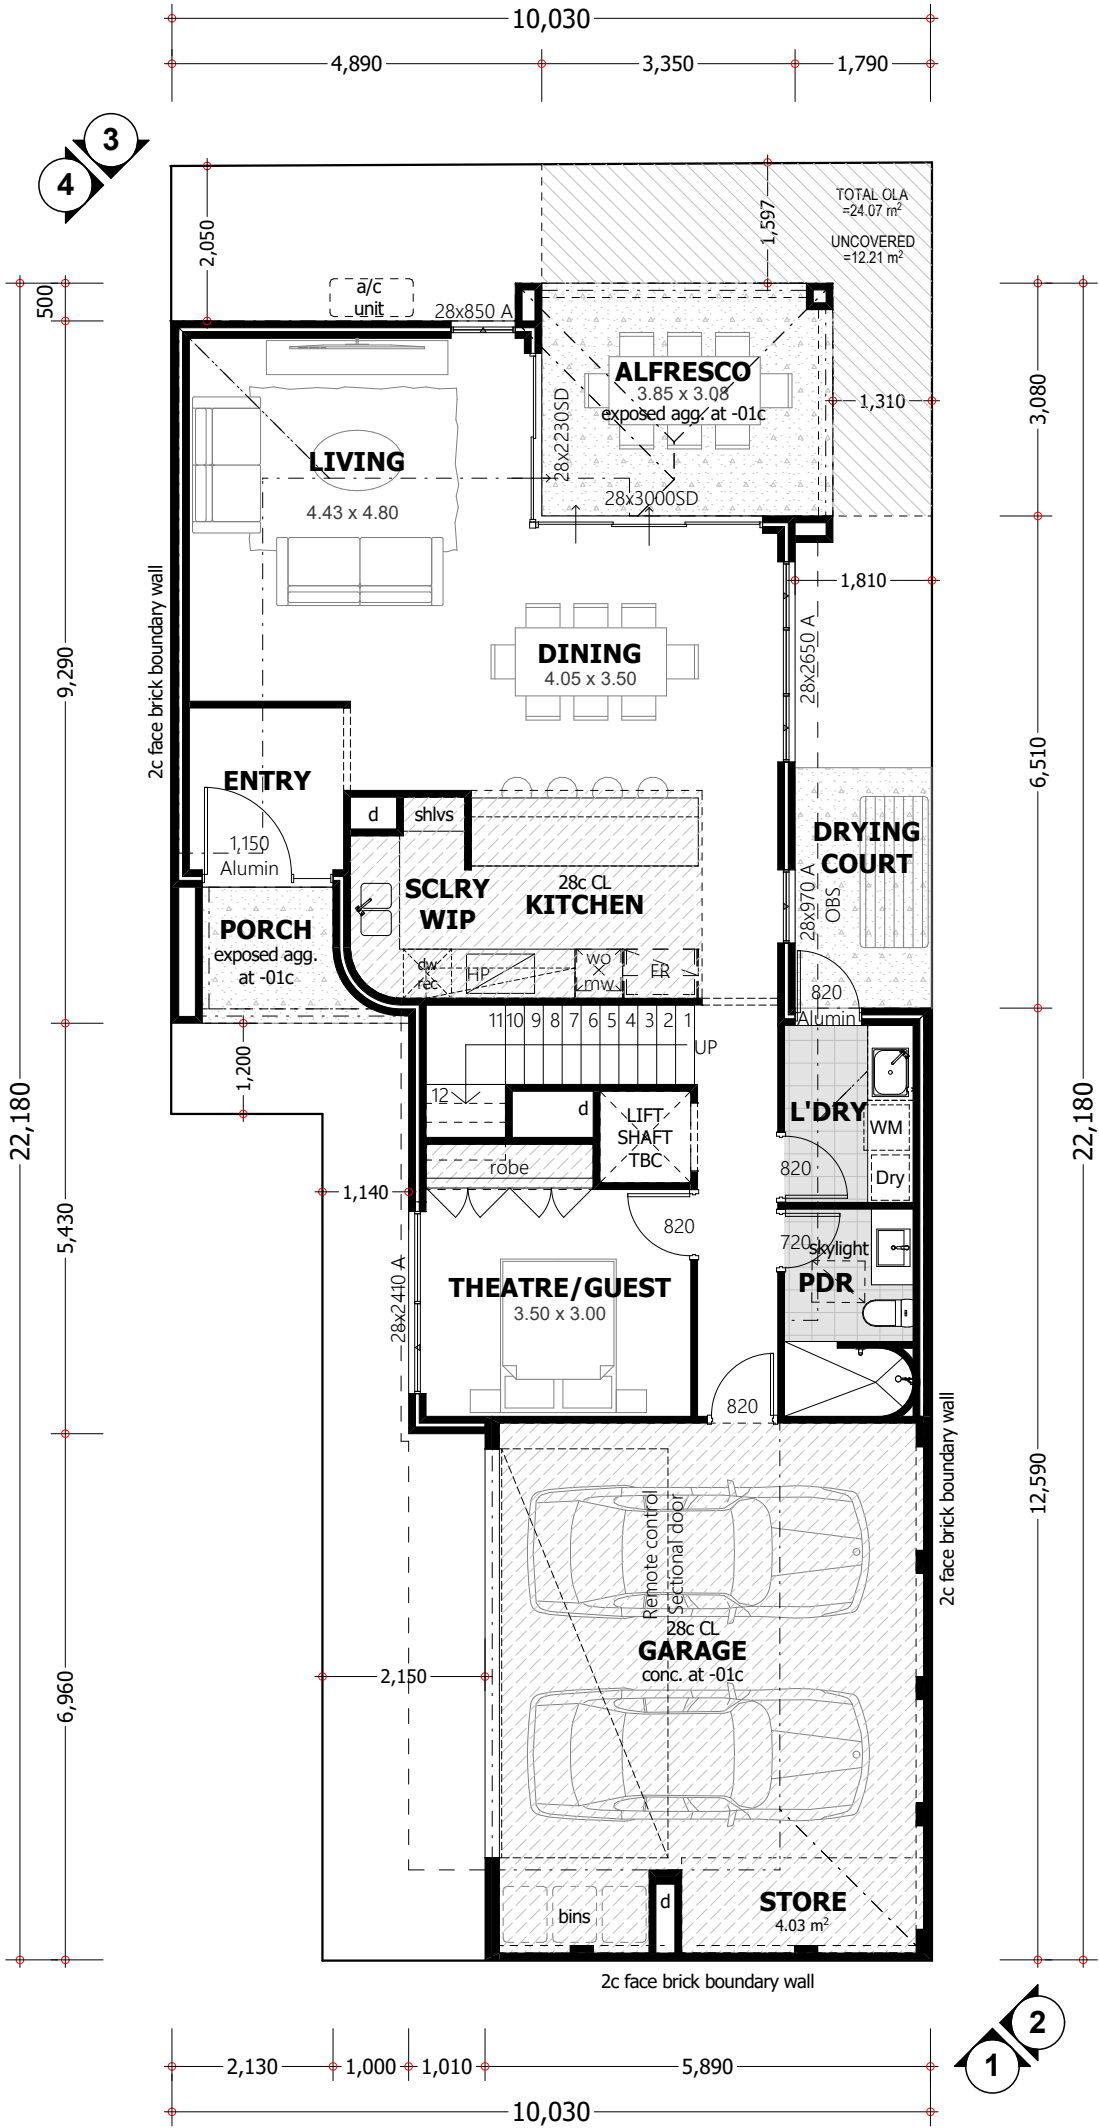 10,030
4,890
3,350
1,790
3
4
2,050
1,597
TOTAL OLA
=24.07 m²
UNCOVERED
=12.21 m²
500
a/c
unit
28x850 A
ALFRESCO
3.85 x 3.08
exposed agg. at -01c
1,310
3,080
28x2230SD
LIVING
4.43 x 4.80
28x3000SD
2c face brick boundary wall
1,810
9,290
DINING
4.05 x 3.50
28x2650 A
6,510
ENTRY
1,150
Alumin
d
shlvs
DRYING
COURT
SCLRY
WIP
28c CL
KITCHEN
28x970 A
OBS
PORCH
exposed agg.
at -01c
dw
rec
HP
wo
mw
FR
820
Alumin
11
10
9
8
7
6
5
4
3
2
1
UP
1,200
12
d
LIFT
SHAFT
TBC
L'DRY
WM
22,180
22,180
robe
820
Dry
1,140
820
720
skylight
5,430
28x2410 A
THEATRE/GUEST
3.50 x 3.00
PDR
820
2c face brick boundary wall
12,590
Remote control
Sectional door
28c CL
GARAGE
conc. at -01c
2,150
6,960
bins
d
STORE
4.03 m²
2c face brick boundary wall
2
1
2,130
1,000
1,010
5,890
10,030